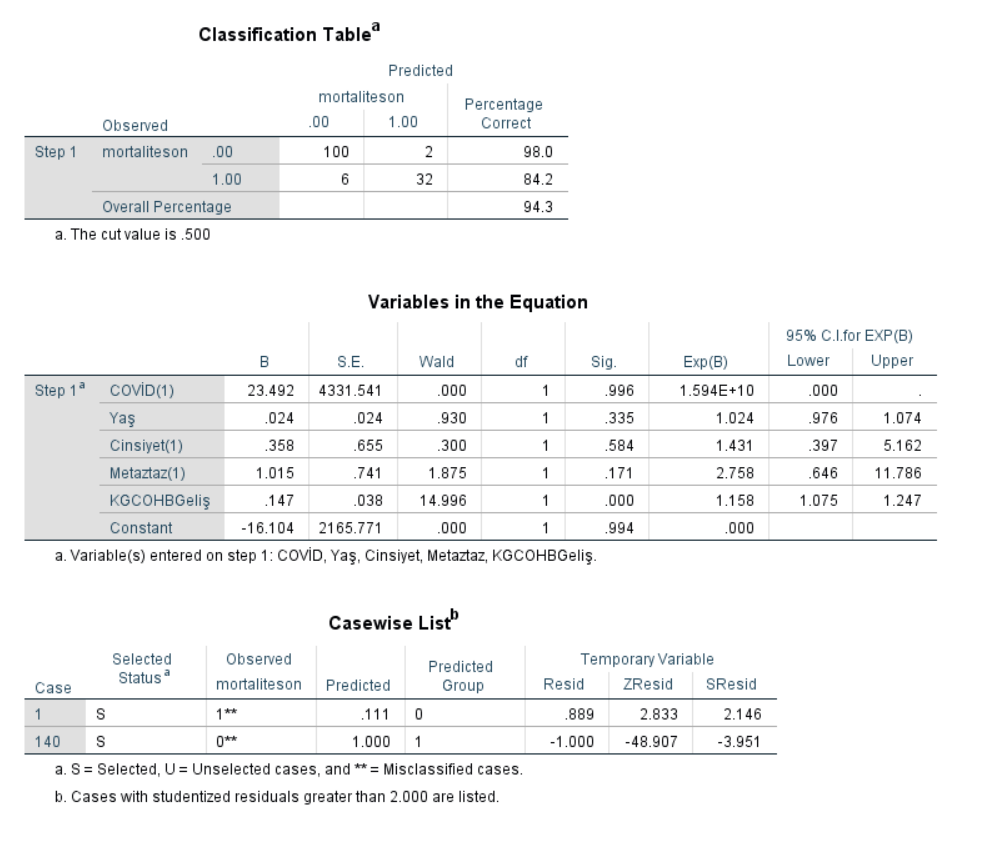 Classification Tableª
Predicted
mortaliteson
Percentage Correct
Observed .00 1.00
Step 1 mortaliteson .00 100 2 98.0
1.00 6 32 84.2
Overall Percentage 94.3
a. The cut value is .500
Variables in the Equation
95% C.I.for EXP(B)
B S.E. Wald df Sig. Exp(B) Lower Upper
Step 1ª COVİD(1) 23.492 4331.541 .000 1 .996 1.594E+10 .000 .
Yaş .024 .024 .930 1 .335 1.024 .976 1.074
Cinsiyet(1) .358 .655 .300 1 .584 1.431 .397 5.162
Metaztaz(1) 1.015 .741 1.875 1 .171 2.758 .646 11.786
KGCOHBGeliş .147 .038 14.996 1 .000 1.158 1.075 1.247
Constant -16.104 2165.771 .000 1 .994 .000
a. Variable(s) entered on step 1: COVİD, Yaş, Cinsiyet, Metaztaz, KGCOHBGeliş.
Casewise Listᵇ
Selected Statusª Observed Predicted Group Temporary Variable
Case mortaliteson Predicted Resid ZResid SResid
1 S 1** .111 0 .889 2.833 2.146
140 S 0** 1.000 1 -1.000 -48.907 -3.951
a. S = Selected, U = Unselected cases, and ** = Misclassified cases.
b. Cases with studentized residuals greater than 2.000 are listed.